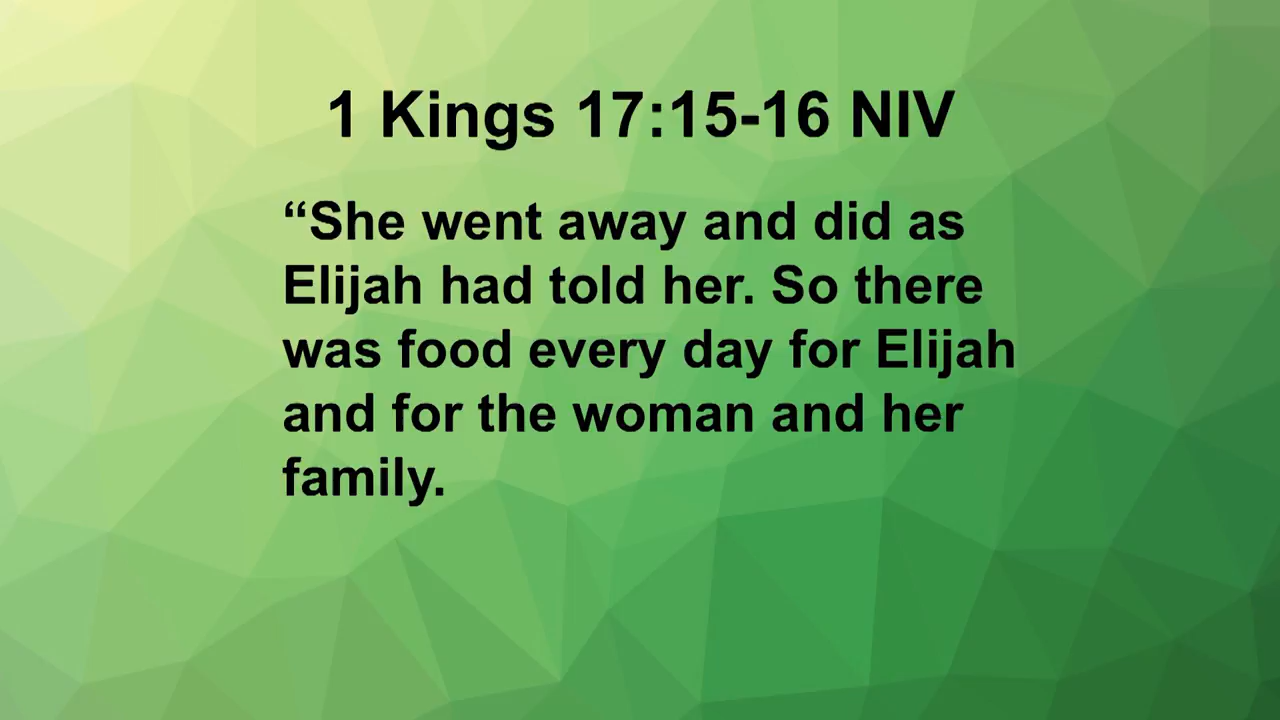 1 Kings 17:15-16 NIV
“She went away and did as
Elijah had told her. So there
was food every day for Elijah
and for the woman and her
family.